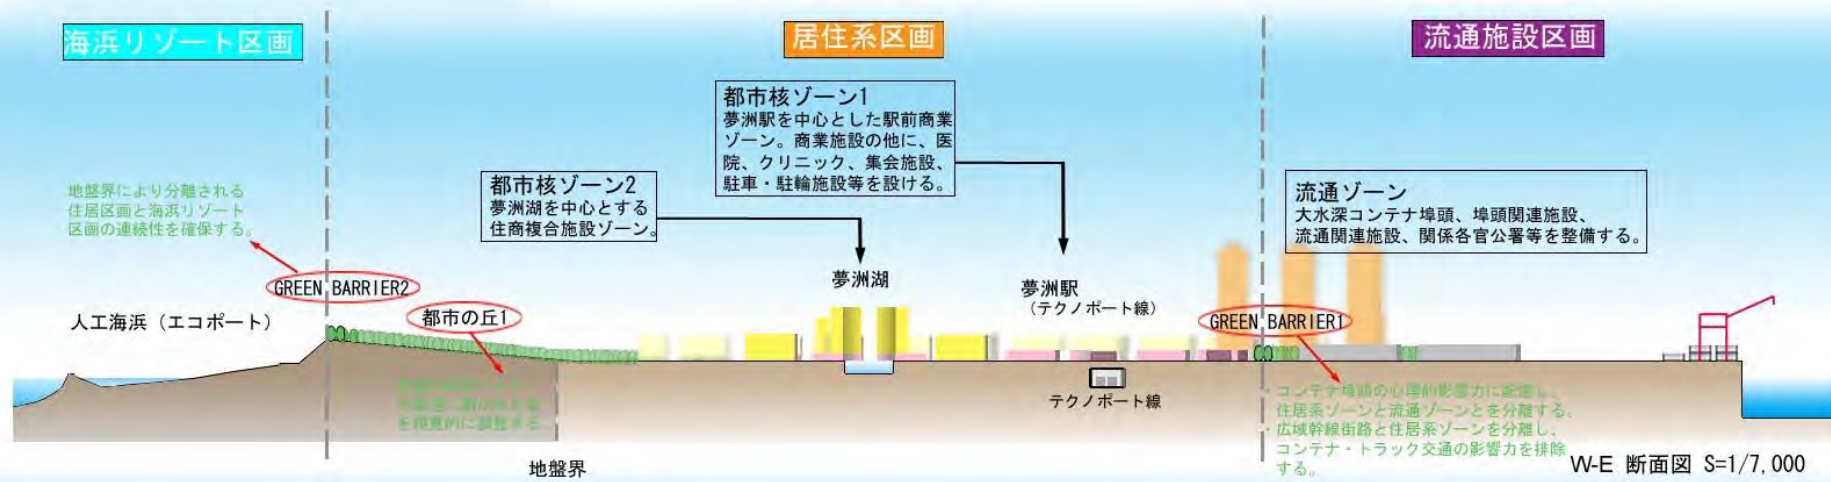 海浜リゾート区画
居住系区画
流通施設区画
都市核ゾーン1
夢洲駅を中心とした駅前商業
ゾーン。商業施設の他に、医
院、クリニック、集会施設、
駐車・駐輪施設等を設ける。
都市核ゾーン2
夢洲湖を中心とする
住商複合施設ゾーン。
流通ゾーン
大水深コンテナ埠頭、埠頭関連施設、
流通関連施設、関係各官公署等を整備する。
地盤界により分離される
住居区画と海浜リゾート
区画の連続性を確保する。
GREEN BARRIER2
人工海浜（エコポート）
都市の丘1
夢洲湖
夢洲駅
（テクノポート線）
GREEN BARRIER1
テクノポート線
を視覚的に調整する
地盤界
・コンテナ埠頭の心理的影響力に配慮し、
住居系ゾーンと流通ゾーンとを分離する。
・広域幹線街路と住居系ゾーンを分離し、
コンテナ・トラック交通の影響力を排除
する。
W-E 断面図 S=1/7,000